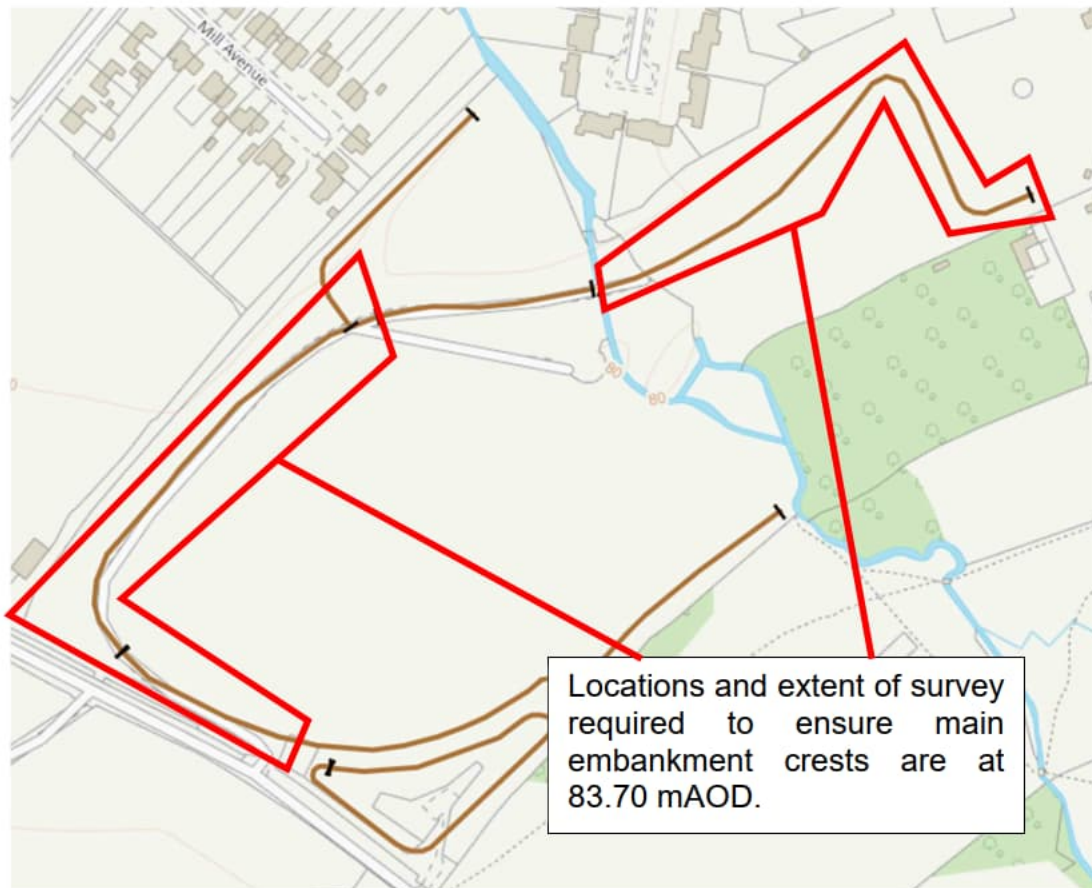 Mill Avenue
80
80
0
Locations and extent of survey
required to ensure main
embankment crests are at
83.70 mAOD.